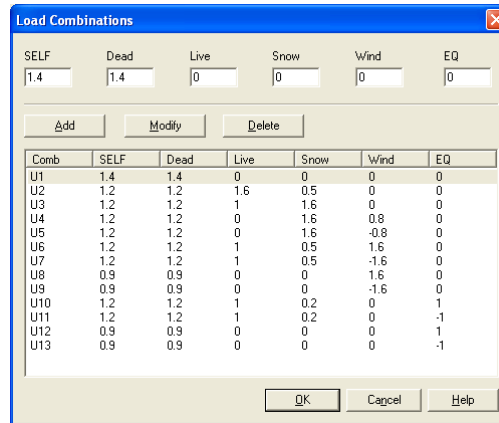 Load Combinations
SELF Dead Live Snow Wind EQ
1.4 1.4 0 0 0 0
Add Modify Delete
Comb SELF Dead Live Snow Wind EQ
U1 1.4 1.4 0 0 0 0
U2 1.2 1.2 1.6 0.5 0 0
U3 1.2 1.2 1 1.6 0 0
U4 1.2 1.2 0 1.6 0.8 0
U5 1.2 1.2 0 1.6 -0.8 0
U6 1.2 1.2 1 0.5 1.6 0
U7 1.2 1.2 1 0.5 -1.6 0
U8 0.9 0.9 0 0 1.6 0
U9 0.9 0.9 0 0 -1.6 0
U10 1.2 1.2 1 0.2 0 1
U11 1.2 1.2 1 0.2 0 -1
U12 0.9 0.9 0 0 0 1
U13 0.9 0.9 0 0 0 -1
OK Cancel Help